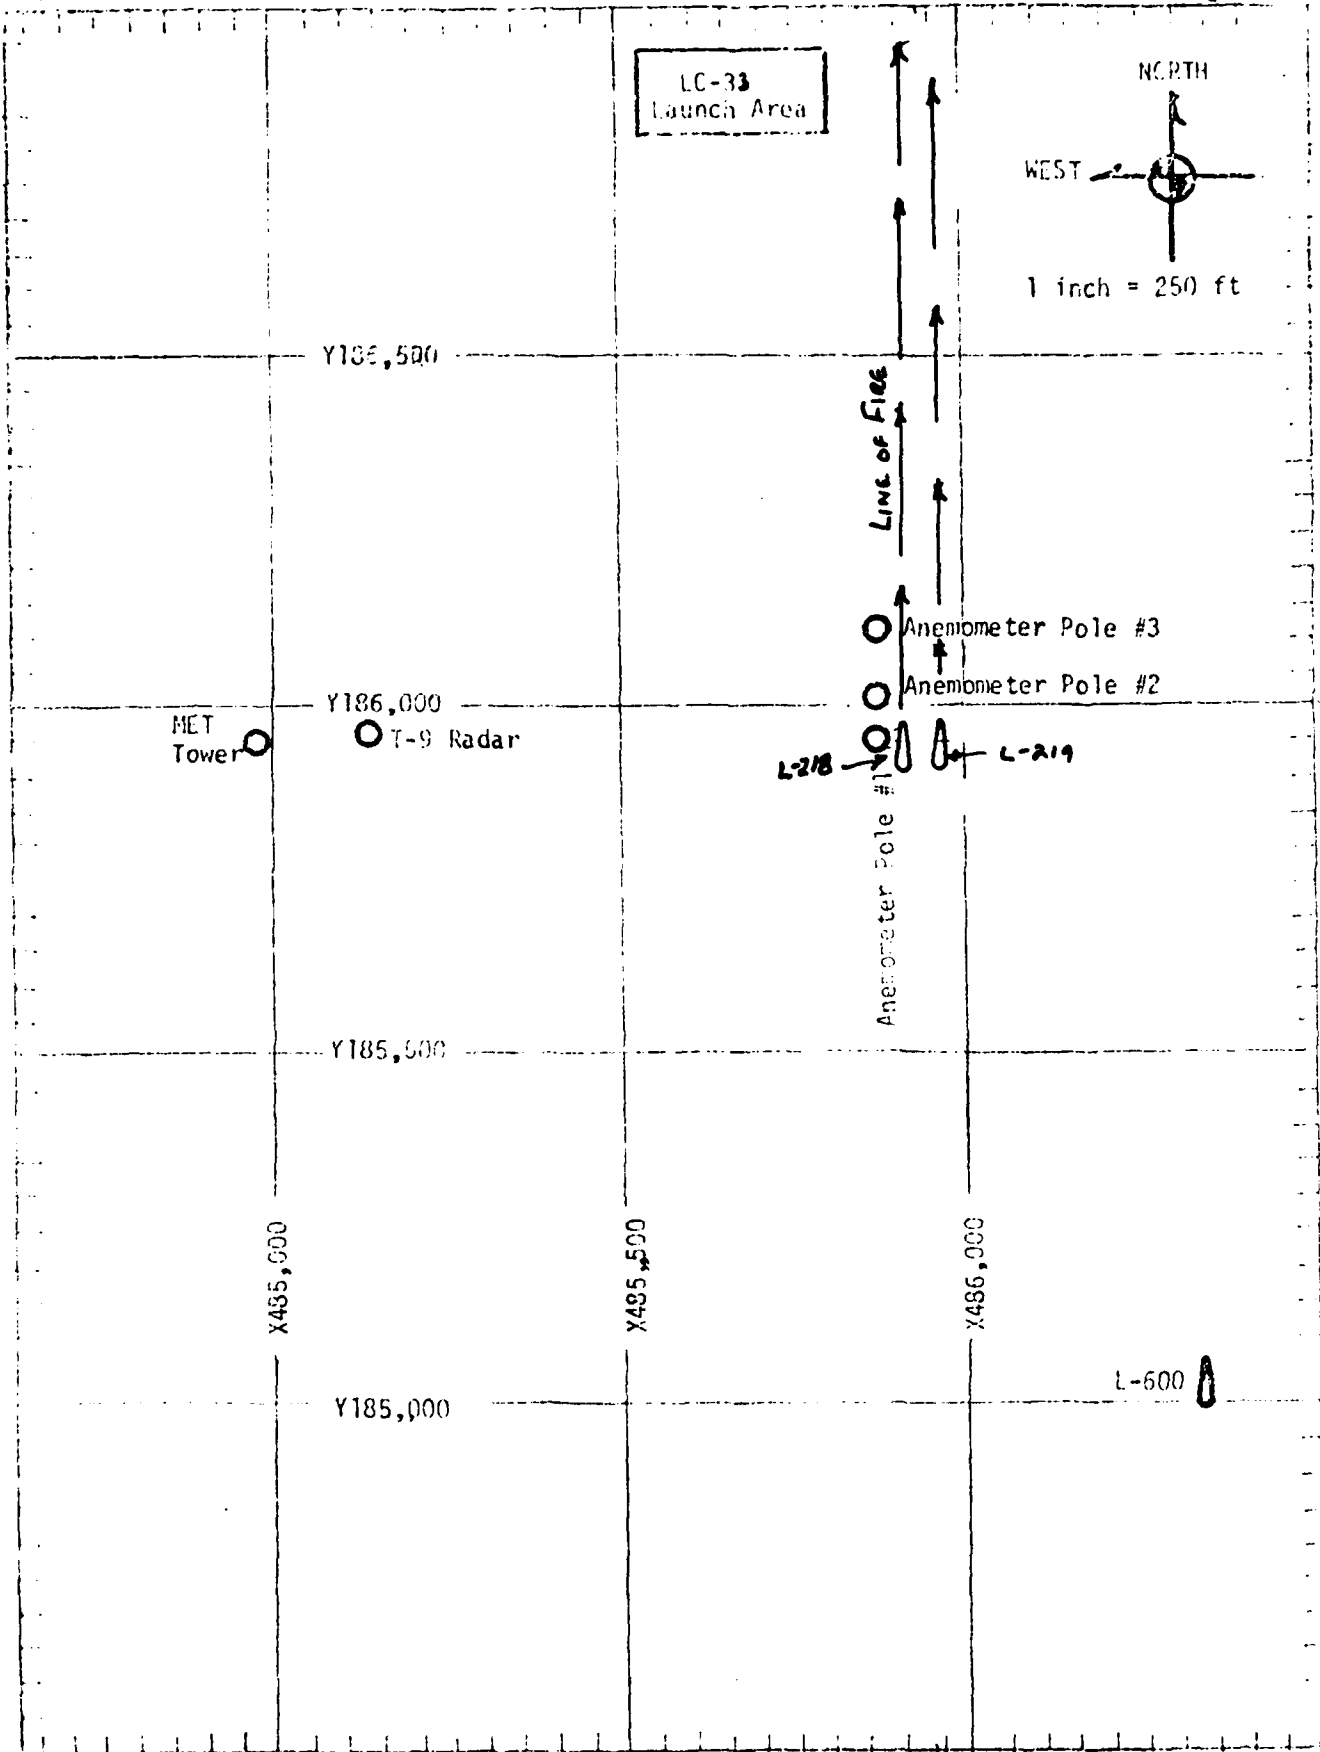 LC-33
Launch Area
NORTH
WEST
1 inch = 250 ft
Y186,500
LINE OF FIRE
Anemometer Pole #3
Anemometer Pole #2
Y186,000
MET
Tower
T-9 Radar
L-218
L-219
Anemometer Pole #1
Y185,500
X485,000
X485,500
X486,000
L-600
Y185,000